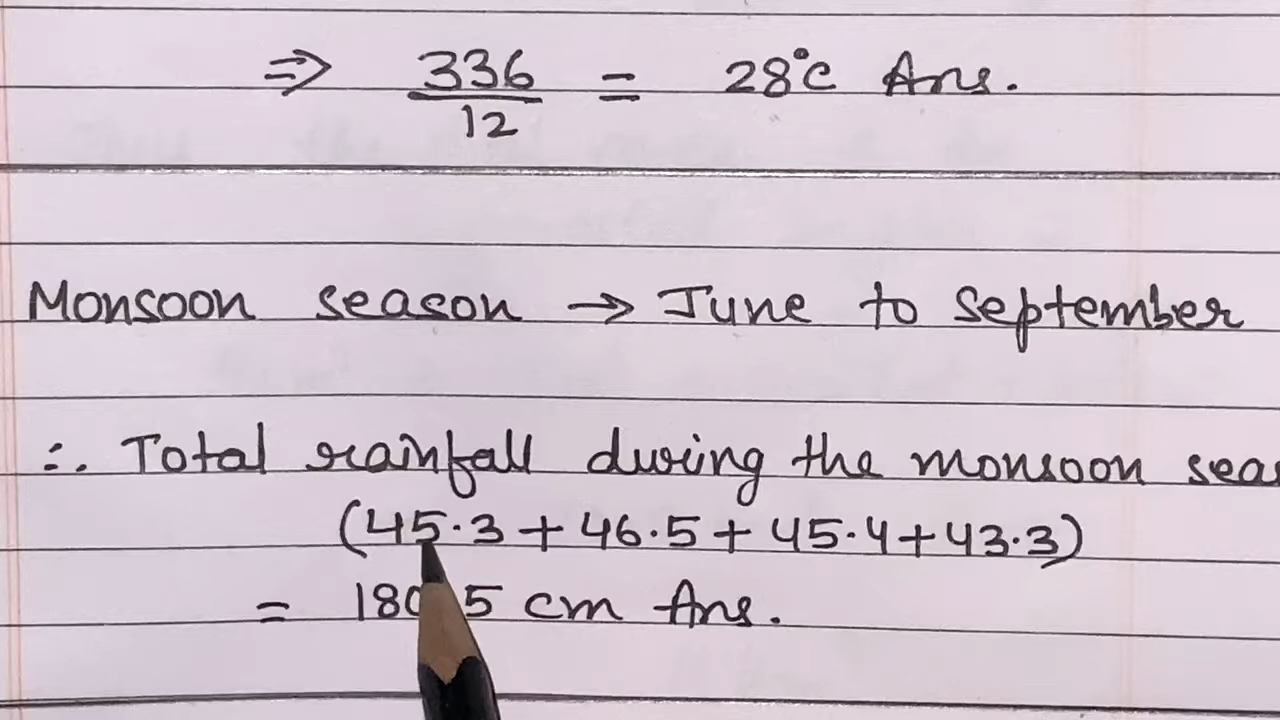 ⇒ 336/12 = 28°C Ans.
Monsoon season → June to September
∴ Total rainfall during the monsoon
(45.3 + 46.5 + 45.4 + 43.3)
= 5 cm Ans.